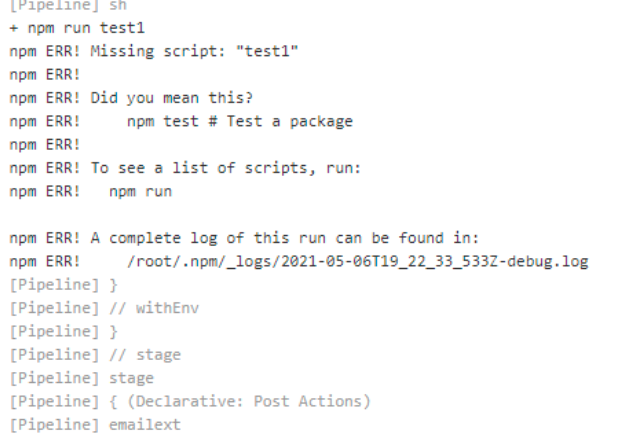 [Pipeline] sh
+ npm run test1
npm ERR! Missing script: "test1"
npm ERR!
npm ERR! Did you mean this?
npm ERR!     npm test # Test a package
npm ERR!
npm ERR! To see a list of scripts, run:
npm ERR!   npm run

npm ERR! A complete log of this run can be found in:
npm ERR!     /root/.npm/_logs/2021-05-06T19_22_33_533Z-debug.log
[Pipeline] }
[Pipeline] // withEnv
[Pipeline] }
[Pipeline] // stage
[Pipeline] stage
[Pipeline] { (Declarative: Post Actions)
[Pipeline] emailext